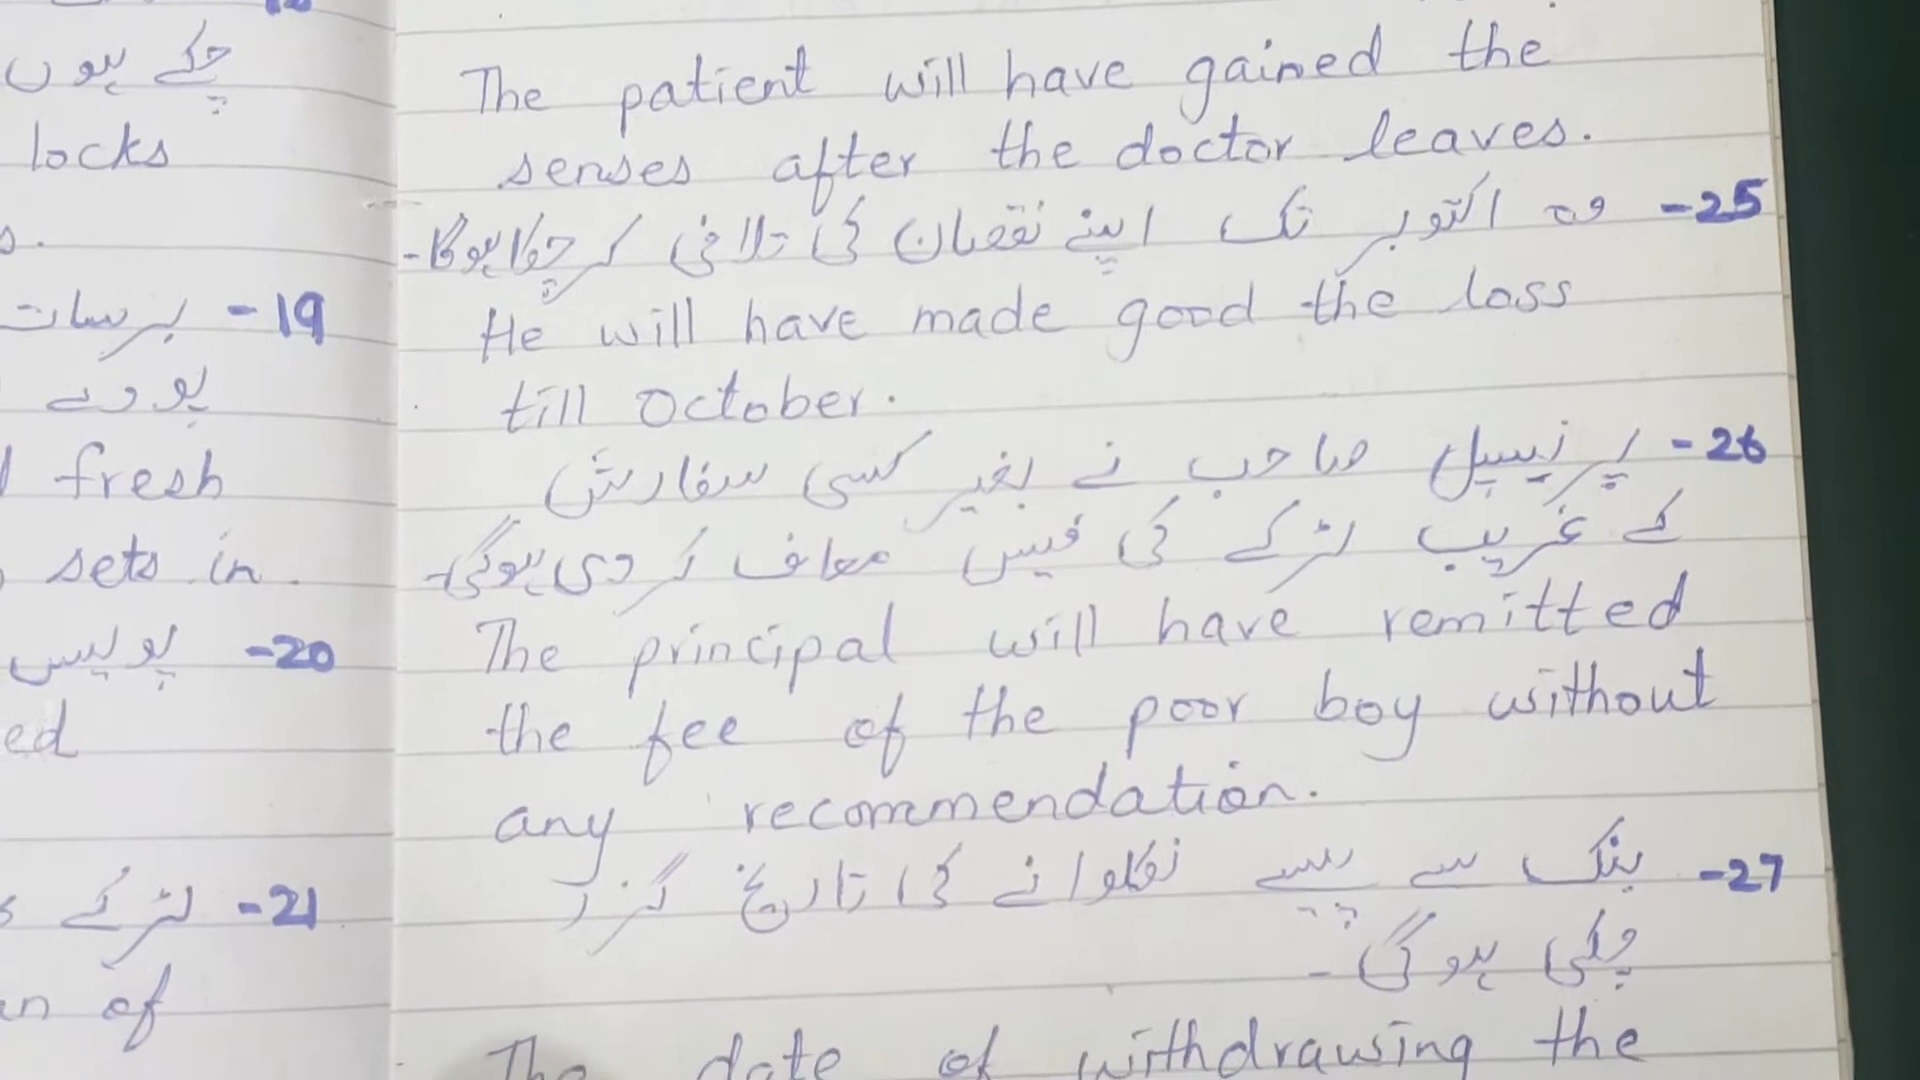 چکے ہوں
locks
19- برسات
پودے
fresh
sets in.
20- پولیس
ed
21- لڑکے
of
The patient will have gained the
senses after the doctor leaves.
25- وہ اکتوبر تک اپنے نقصان کی تلافی کر چکا ہوگا-
He will have made good the loss
till October.
26- پرنسپل صاحب نے بغیر کسی سفارش
کے غریب لڑکے کی فیس معاف کر دی ہوگی-
The principal will have remitted
the fee of the poor boy without
any recommendation.
27- بنک سے پیسے نکلوانے کی تاریخ گزر
چکی ہو گی -
The date of withdrawing the